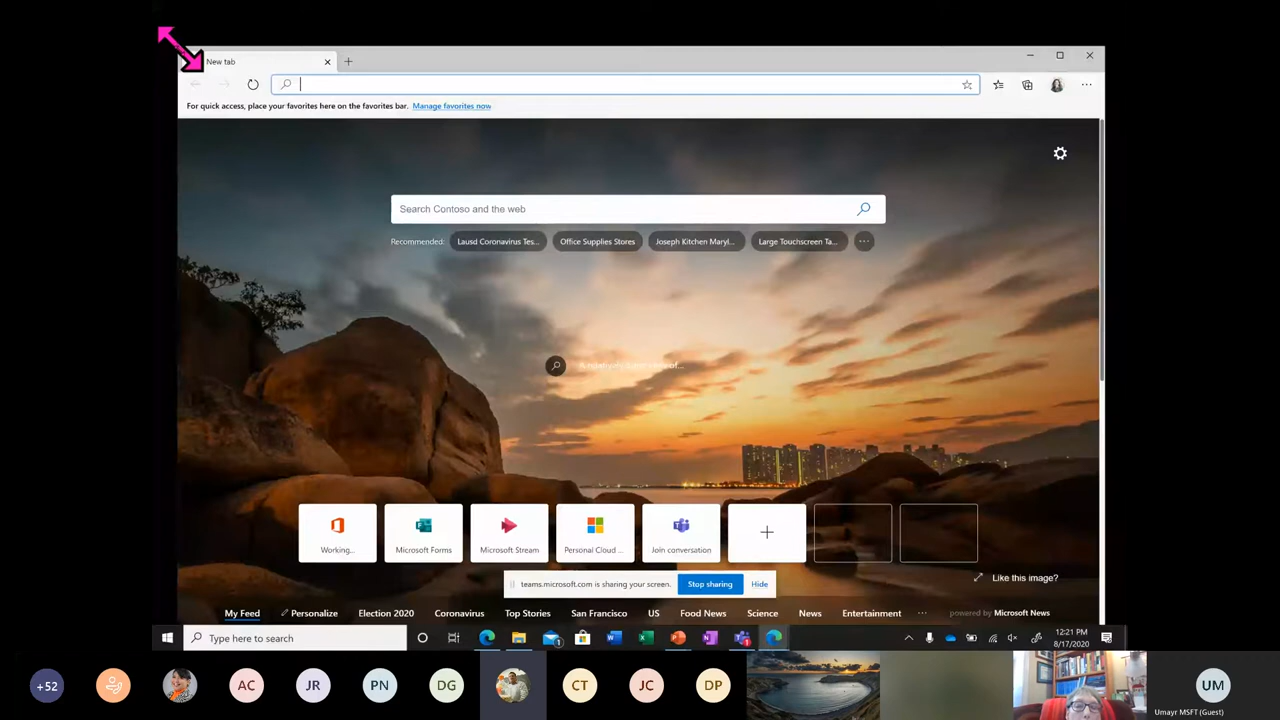 New tab
For quick access, place your favorites here on the favorites bar. Manage favorites now
Search Contoso and the web
Recommended: Lausd Coronavirus Tes... Office Supplies Stores Joseph Kitchen Maryl... Large Touchscreen Ta... ...
Working... Microsoft Forms Microsoft Stream Personal Cloud ... Join conversation
teams.microsoft.com is sharing your screen. Stop sharing Hide
Like this image?
My Feed Personalize Election 2020 Coronavirus Top Stories San Francisco US Food News Science News Entertainment ... powered by Microsoft News
Type here to search
12:21 PM
8/17/2020
+52 AC JR PN DG CT JC DP UM
Umayr MSFT (Guest)